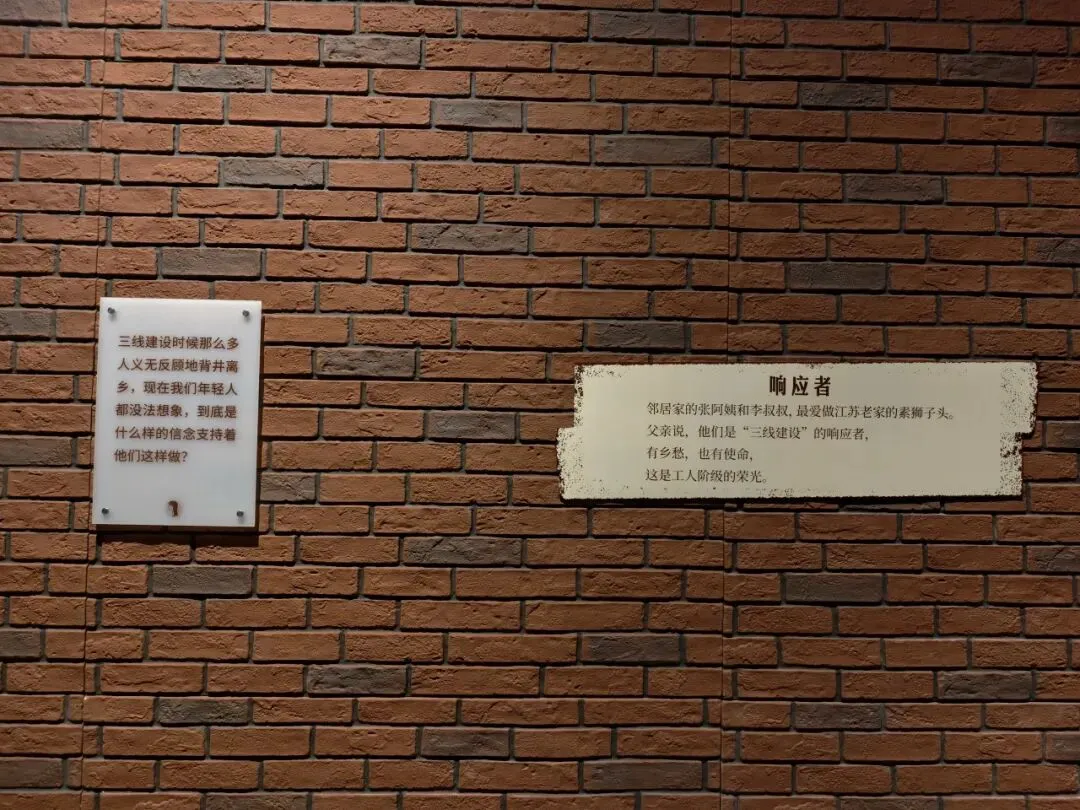 三线建设时候那么多
人义无反顾地背井离
乡，现在我们年轻人
都没法想象，到底是
什么样的信念支持着
他们这样做？
响应者
邻居家的张阿姨和李叔叔，最爱做江苏老家的素狮子头。
父亲说，他们是“三线建设”的响应者，
有乡愁，也有使命，
这是工人阶级的荣光。